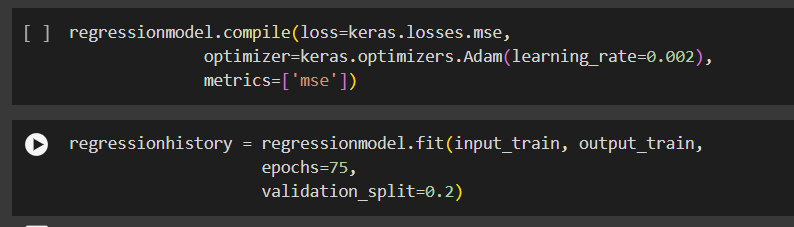 [ ] regressionmodel.compile(loss=keras.losses.mse,
optimizer=keras.optimizers.Adam(learning_rate=0.002),
metrics=['mse'])
regressionhistory = regressionmodel.fit(input_train, output_train,
epochs=75,
validation_split=0.2)